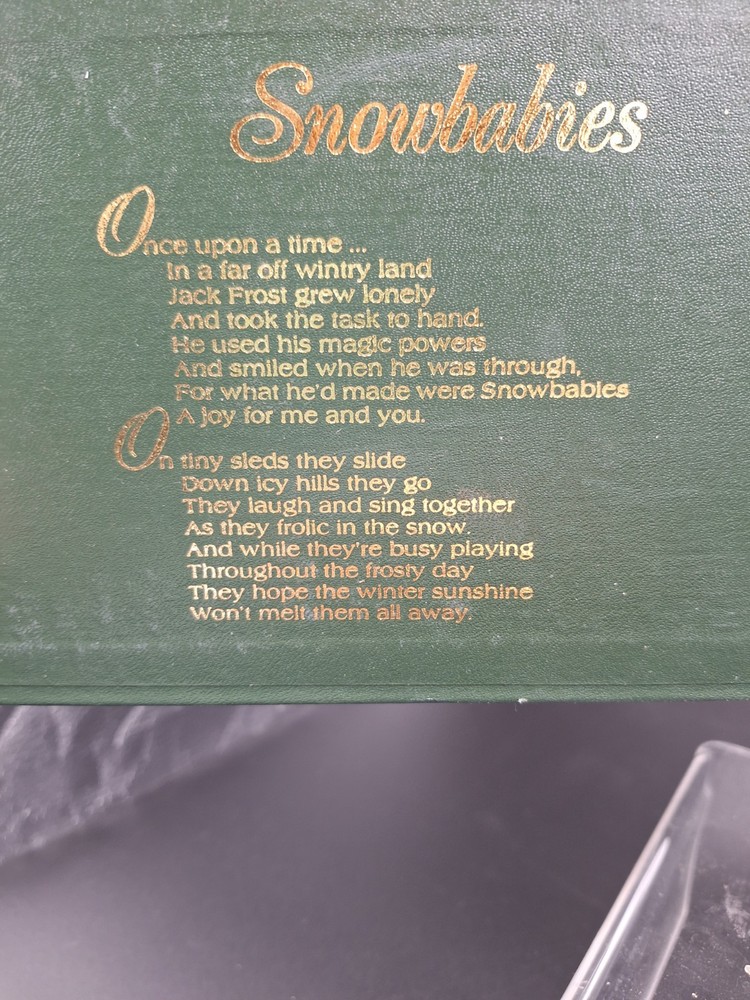 Snowbabies
Once upon a time ...
In a far off wintry land
Jack Frost grew lonely
And took the task to hand.
He used his magic powers
And smiled when he was through,
For what he'd made were Snowbabies
A joy for me and you.
On tiny sleds they slide
Down icy hills they go
They laugh and sing together
As they frolic in the snow.
And while they're busy playing
Throughout the frosty day
They hope the winter sunshine
Won't melt them all away.